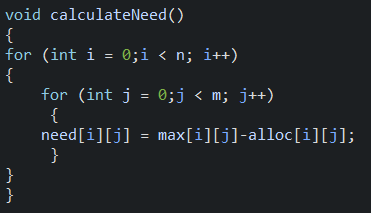 void calculateNeed()
{
for (int i = 0;i < n; i++)
{
    for (int j = 0;j < m; j++)
     {
    need[i][j] = max[i][j]-alloc[i][j];
     }
}
}